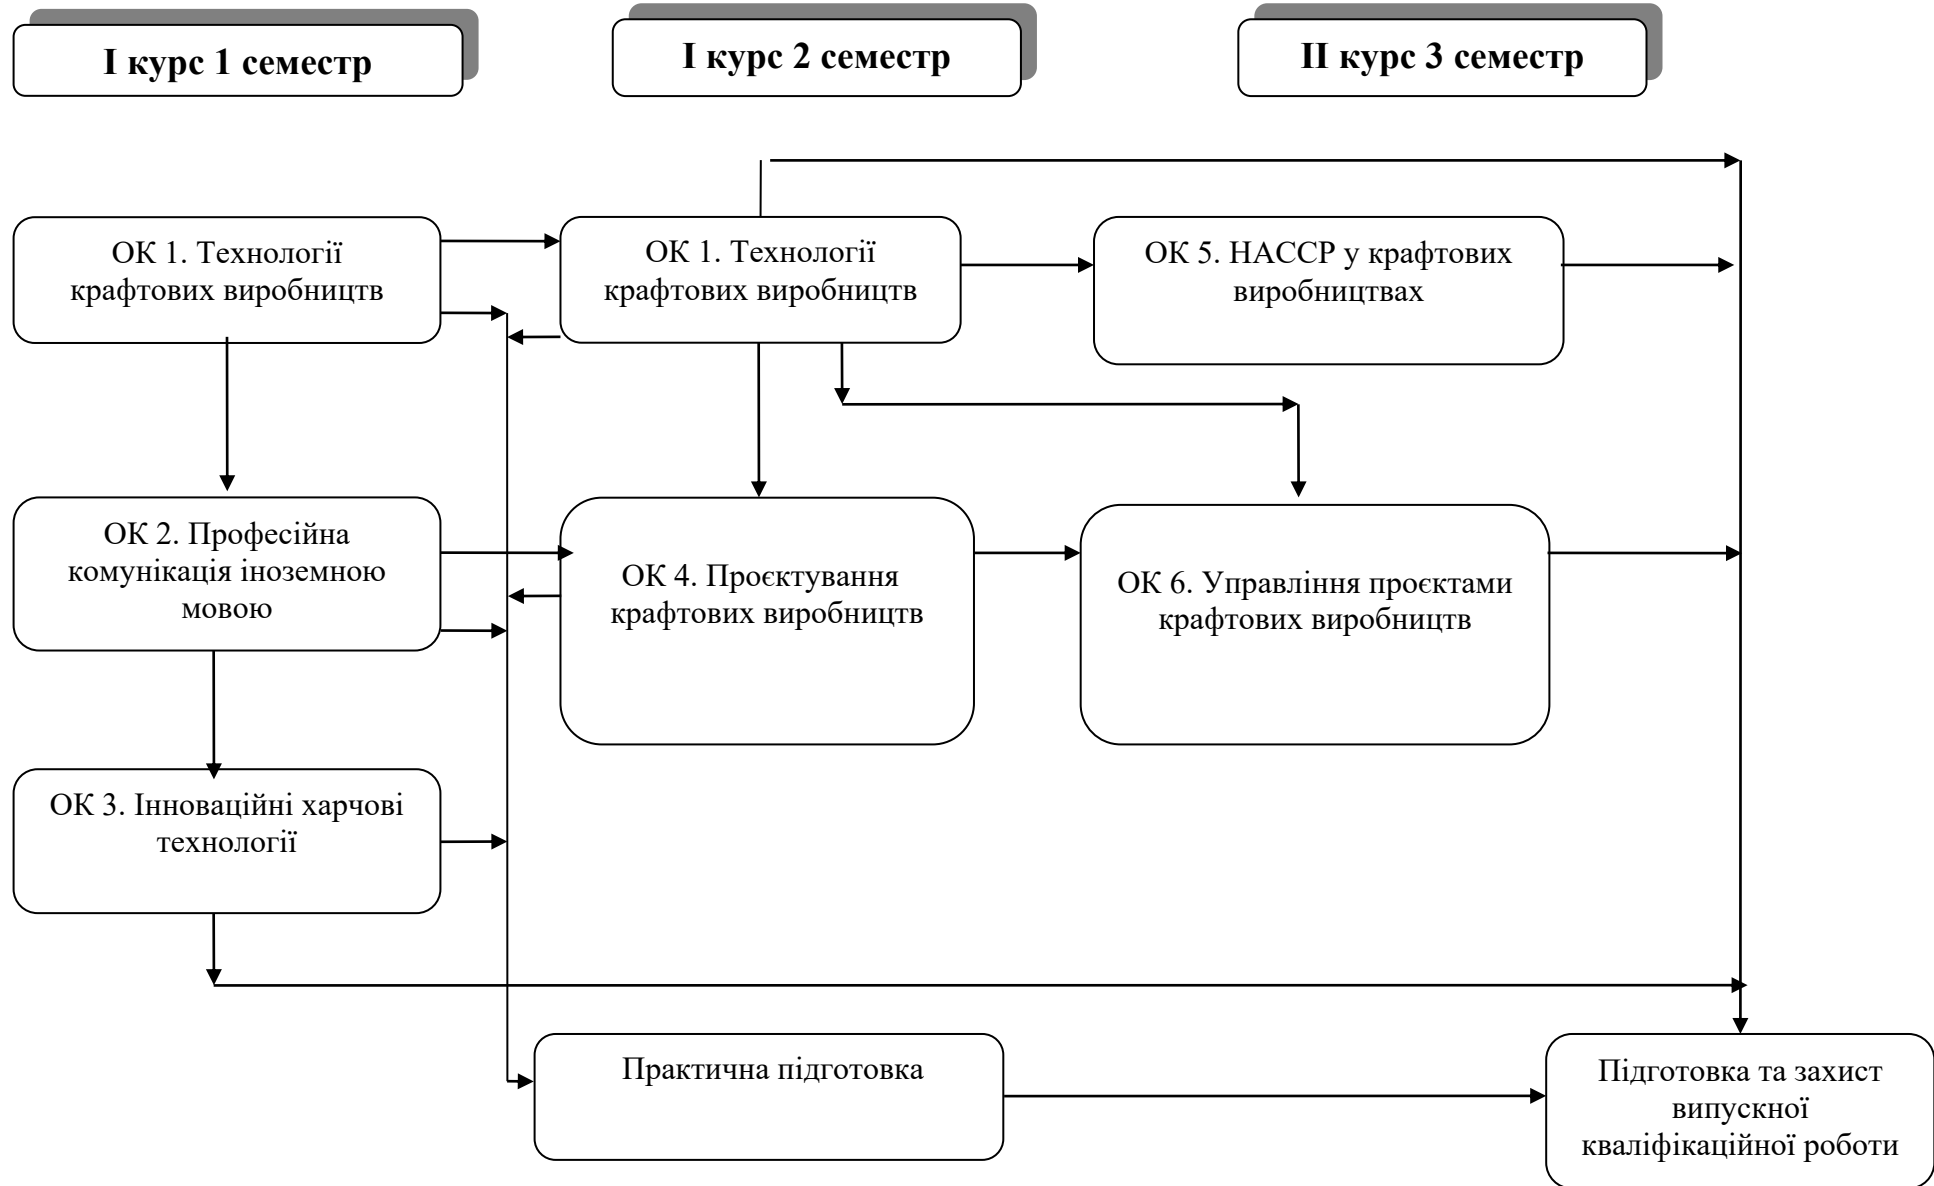 І курс 1 семестр
І курс 2 семестр
ІІ курс 3 семестр
ОК 1. Технології
крафтових виробництв
ОК 1. Технології
крафтових виробництв
ОК 5. НАССР у крафтових
виробництвах
ОК 2. Професійна
комунікація іноземною
мовою
ОК 4. Проєктування
крафтових виробництв
ОК 6. Управління проєктами
крафтових виробництв
ОК 3. Інноваційні харчові
технології
Практична підготовка
Підготовка та захист
випускної
кваліфікаційної роботи